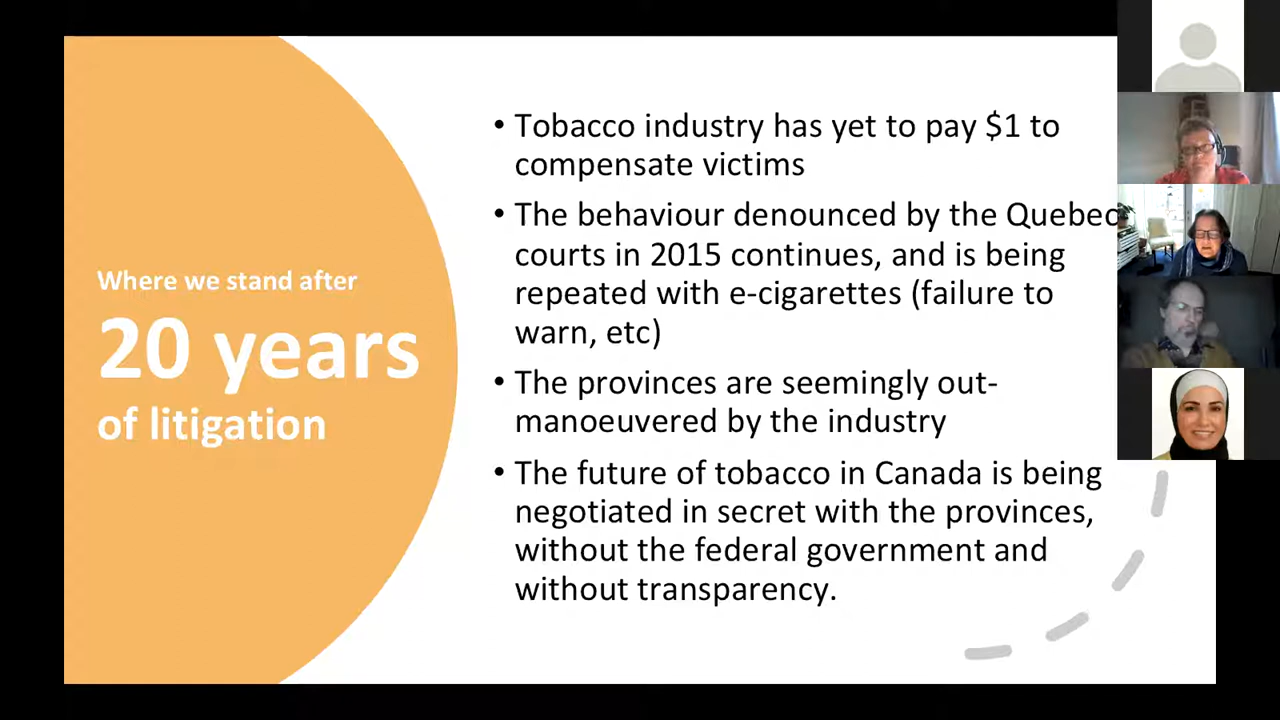 Where we stand after
20 years
of litigation
• Tobacco industry has yet to pay $1 to
compensate victims
• The behaviour denounced by the Quebec
courts in 2015 continues, and is being
repeated with e-cigarettes (failure to
warn, etc)
• The provinces are seemingly out-
manoeuvered by the industry
• The future of tobacco in Canada is being
negotiated in secret with the provinces,
without the federal government and
without transparency.